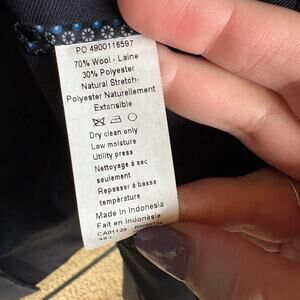 PO 4900116597
70% Wool - Laine
30% Polyester
Natural Stretch-
Polyester Naturellement
Extensible
Dry clean only
Low moisture
Utility press
Nettoyage à sec
seulement
Repasser à basse
température
Made in Indonesia
Fait en Indonésie
CA01129